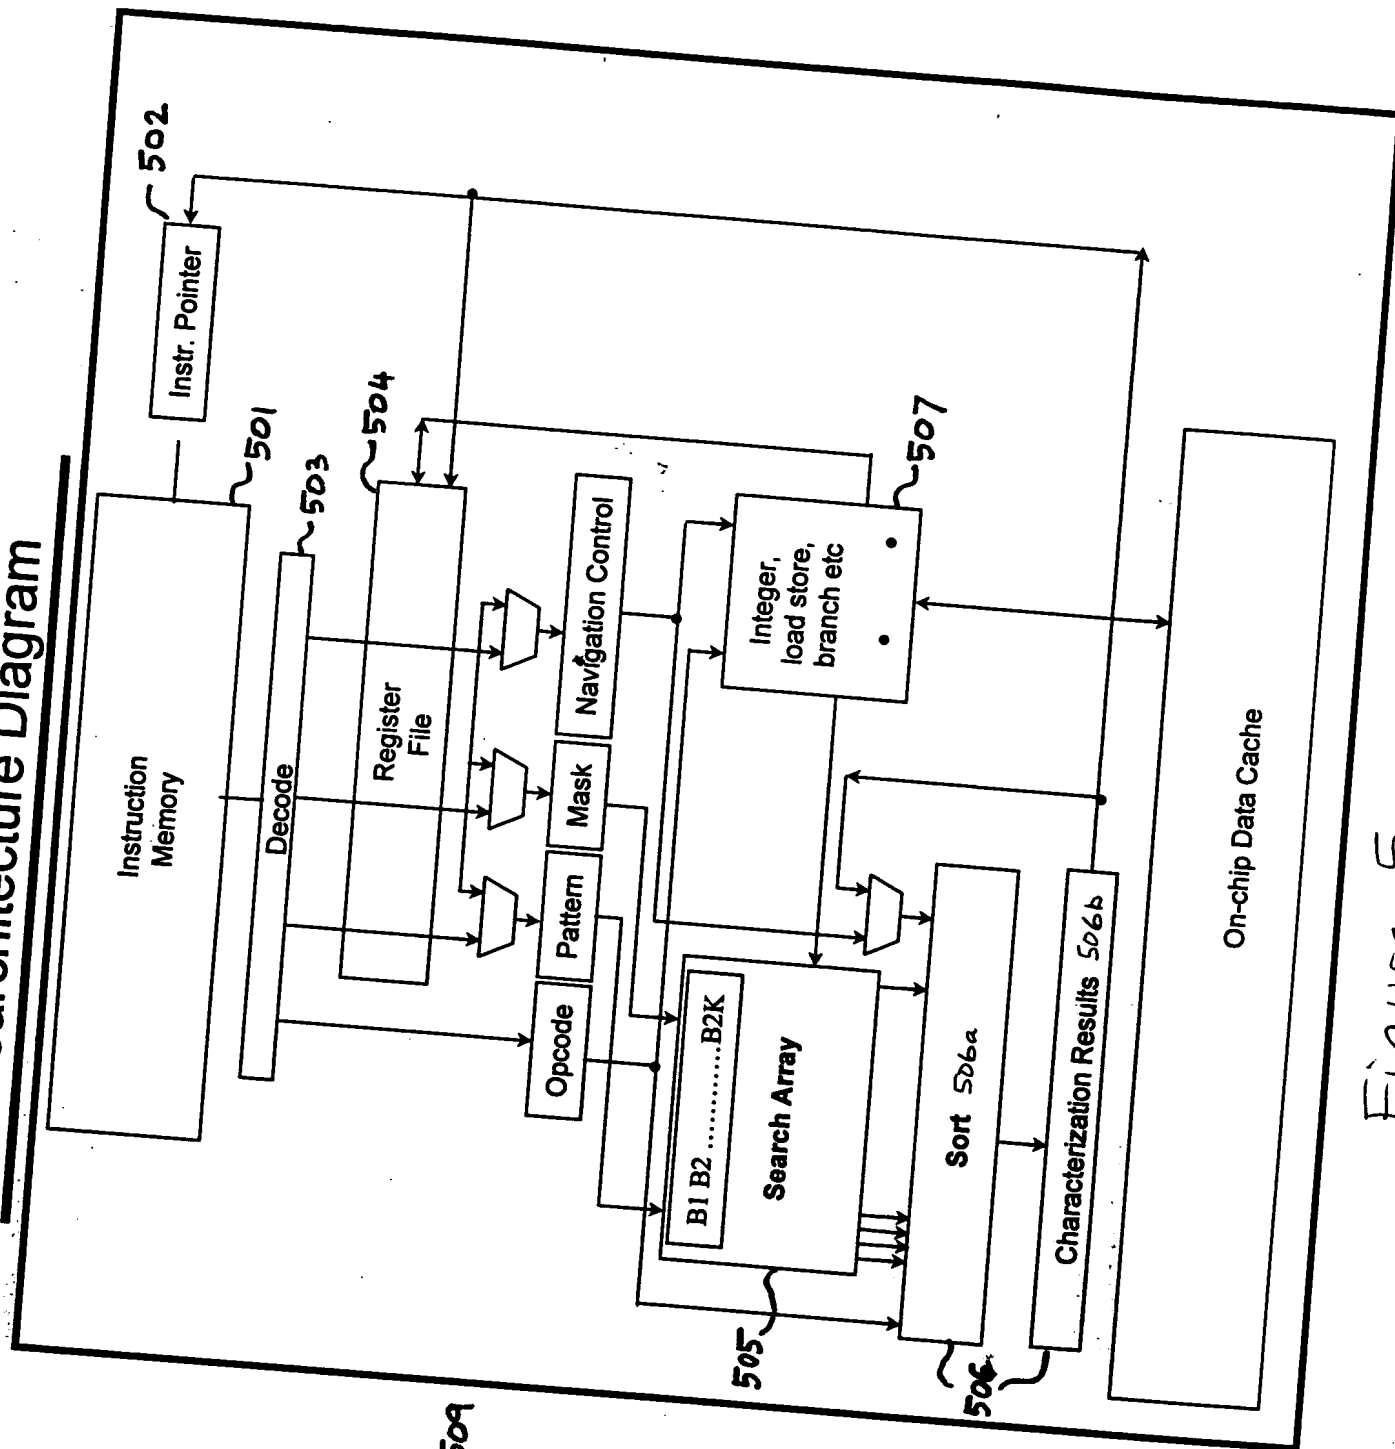 Diagram
502
Instr. Pointer
501
Instruction
Memory
503
Decode
504
Register
File
Opcode
Pattern
Mask
Navigation Control
507
Integer,
load store,
branch etc
B1 B2 ...........B2K
Search Array
505
Sort 506a
Characterization Results 506b
506
On-chip Data Cache
509
Figure 5